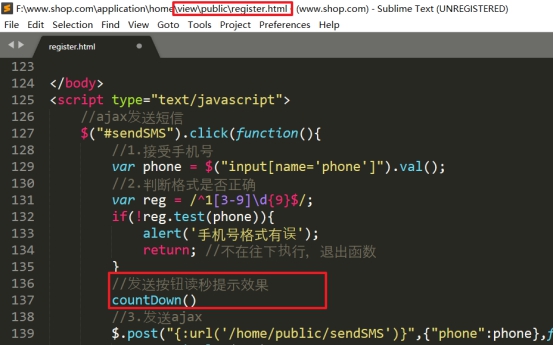 F:\www.shop.com\application\home\view\public\register.html • (www.shop.com) - Sublime Text (UNREGISTERED)
File Edit Selection Find View Goto Tools Project Preferences Help
register.html
123
124 </body>
125 <script type="text/javascript">
126 //ajax发送短信
127 $("#sendSMS").click(function(){
128 //1.接受手机号
129 var phone = $("input[name='phone']").val();
130 //2.判断格式是否正确
131 var reg = /^1[3-9]\d{9}$/;
132 if(!reg.test(phone)){
133 alert('手机号格式有误');
134 return; //不在往下执行，退出函数
135 }
136 //发送按钮读秒提示效果
137 countDown()
138 //3.发送ajax
139 $.post("{:url('/home/public/sendSMS')}",{"phone":phone},f